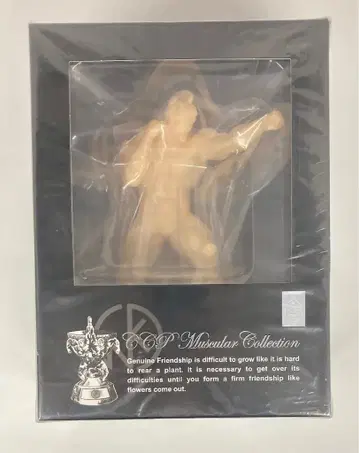 CCP Muscular Collection
Genuine Friendship is difficult to grow like it is hard
to rear a plant. It is necessary to get over its
difficulties until you form a firm friendship like
flowers come out.